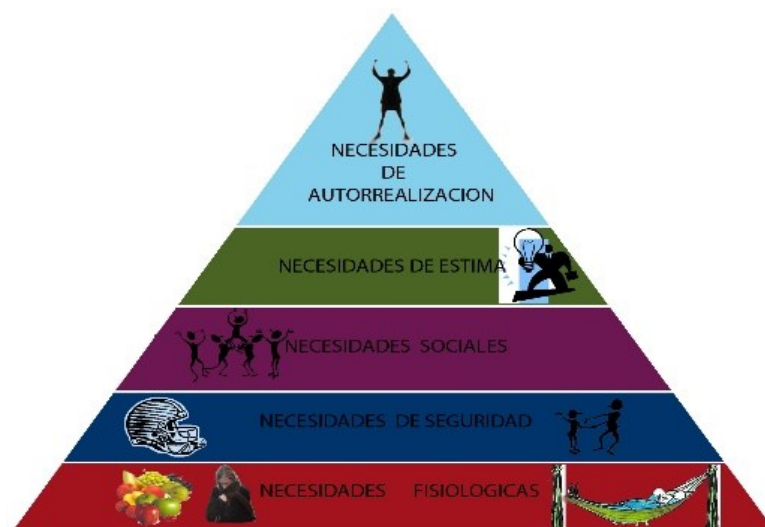 NECESIDADES
DE
AUTORREALIZACION
NECESIDADES DE ESTIMA
NECESIDADES SOCIALES
NECESIDADES DE SEGURIDAD
NECESIDADES FISIOLOGICAS